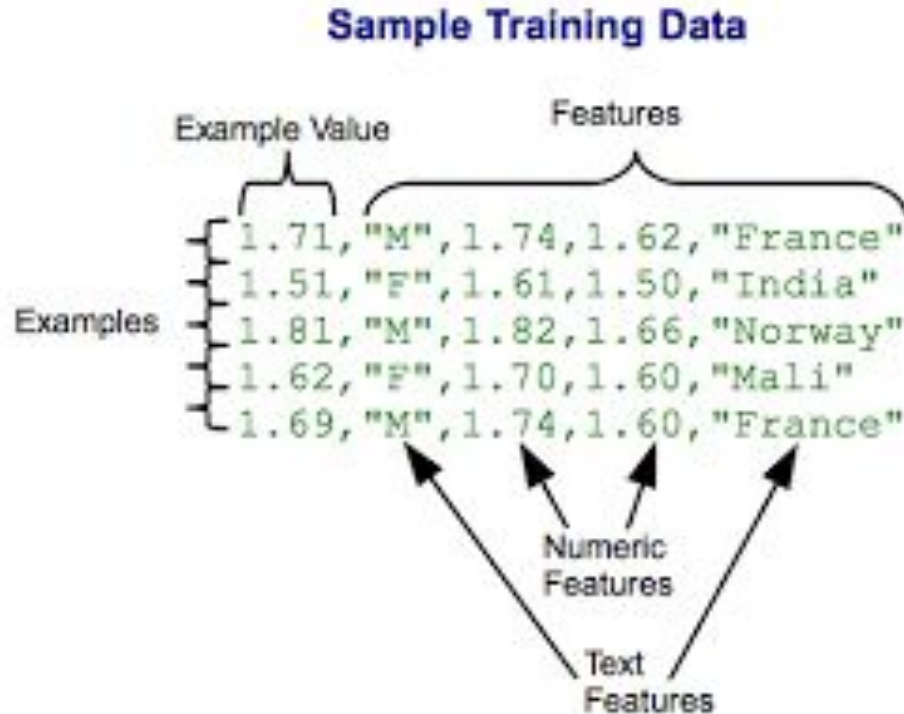 Sample Training Data
Example Value
Features
1.71,"M",1.74,1.62,"France"
1.51,"F",1.61,1.50,"India"
Examples
1.81,"M",1.82,1.66,"Norway"
1.62,"F",1.70,1.60,"Mali"
1.69,"M",1.74,1.60,"France"
Numeric
Features
Text
Features